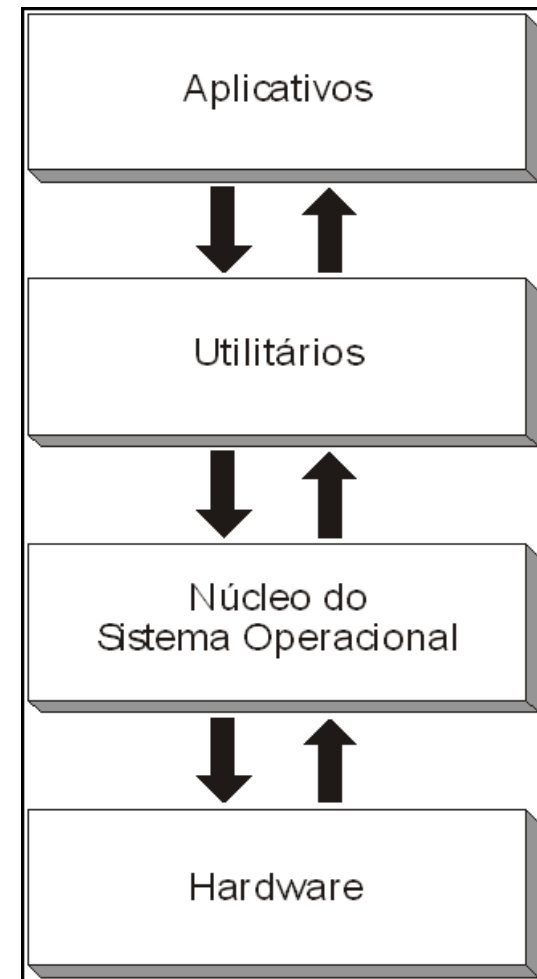 Aplicativos
Utilitários
Núcleo do
Sistema Operacional
Hardware